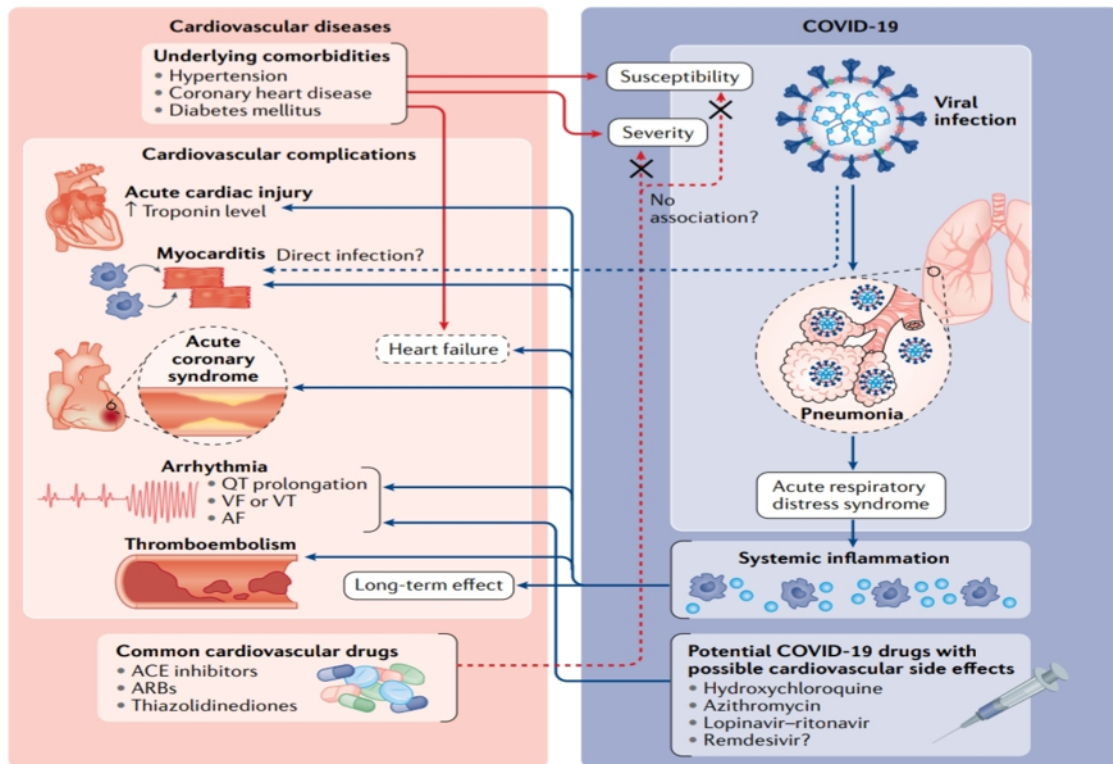 Cardiovascular diseases
Underlying comorbidities
• Hypertension
• Coronary heart disease
• Diabetes mellitus
Cardiovascular complications
Acute cardiac injury
↑ Troponin level
Myocarditis
Direct infection?
Heart failure
Acute
coronary
syndrome
Arrhythmia
• QT prolongation
• VF or VT
• AF
Thromboembolism
Long-term effect
Common cardiovascular drugs
• ACE inhibitors
• ARBs
• Thiazolidinediones
COVID-19
Susceptibility
Severity
No
association?
Viral
infection
Pneumonia
Acute respiratory
distress syndrome
Systemic inflammation
Potential COVID-19 drugs with
possible cardiovascular side effects
• Hydroxychloroquine
• Azithromycin
• Lopinavir–ritonavir
• Remdesivir?